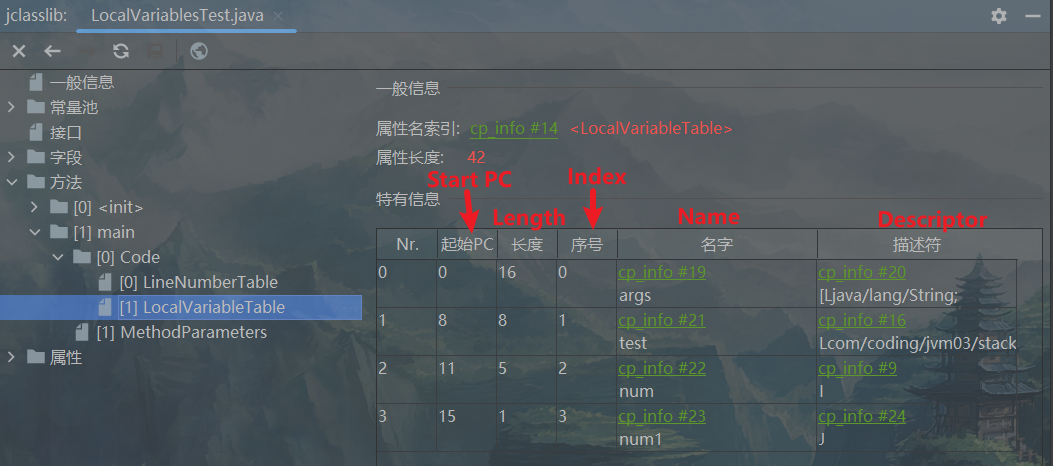 jclasslib: LocalVariablesTest.java
一般信息
常量池
接口
字段
方法
[0] <init>
[1] main
[0] Code
[0] LineNumberTable
[1] LocalVariableTable
[1] MethodParameters
属性
一般信息
属性名索引: cp_info #14 <LocalVariableTable>
属性长度: 42
特有信息
Start PC
Length
Index
Name
Descriptor
Nr. 起始PC 长度 序号 名字 描述符
0 0 16 0 cp_info #19 cp_info #20
args [Ljava/lang/String;
1 8 8 1 cp_info #21 cp_info #16
test Lcom/coding/jvm03/stack
2 11 5 2 cp_info #22 cp_info #9
num I
3 15 1 3 cp_info #23 cp_info #24
num1 J